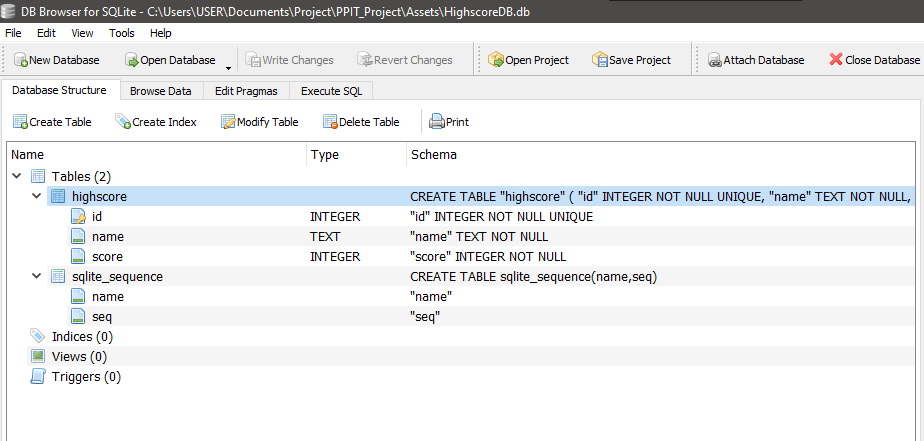 DB Browser for SQLite - C:\Users\USER\Documents\Project\PPIT_Project\Assets\HighscoreDB.db
File Edit View Tools Help
New Database Open Database Write Changes Revert Changes Open Project Save Project Attach Database Close Database
Database Structure Browse Data Edit Pragmas Execute SQL
Create Table Create Index Modify Table Delete Table Print
Name Type Schema
Tables (2)
highscore CREATE TABLE "highscore" ( "id" INTEGER NOT NULL UNIQUE, "name" TEXT NOT NULL,
id INTEGER "id" INTEGER NOT NULL UNIQUE
name TEXT "name" TEXT NOT NULL
score INTEGER "score" INTEGER NOT NULL
sqlite_sequence CREATE TABLE sqlite_sequence(name,seq)
name "name"
seq "seq"
Indices (0)
Views (0)
Triggers (0)